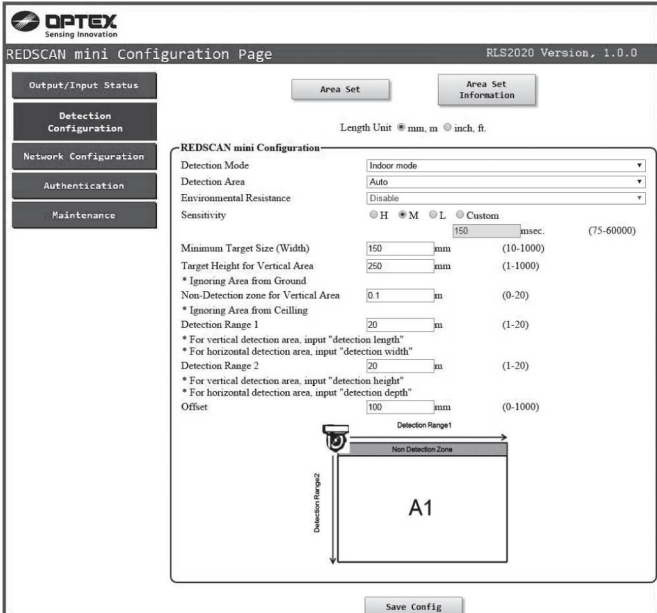 OPTEX
Sensing Innovation
REDSCAN mini Configuration Page
RLS2020 Version, 1.0.0
Output/Input Status
Detection
Configuration
Network Configuration
Authentication
Maintenance
Area Set
Area Set
Information
Length Unit mm, m inch, ft.
REDSCAN mini Configuration
Detection Mode Indoor mode
Detection Area Auto
Environmental Resistance Disable
Sensitivity H M L Custom
150 msec. (75-60000)
Minimum Target Size (Width) 150 mm (10-1000)
Target Height for Vertical Area 250 mm (1-1000)
* Ignoring Area from Ground
Non-Detection zone for Vertical Area 0.1 m (0-20)
* Ignoring Area from Ceilling
Detection Range 1 20 m (1-20)
* For vertical detection area, input "detection length"
* For horizontal detection area, input "detection width"
Detection Range 2 20 m (1-20)
* For vertical detection area, input "detection height"
* For horizontal detection area, input "detection depth"
Offset 100 mm (0-1000)
Detection Range1
Non Detection Zone
Detection Range2
A1
Save Config